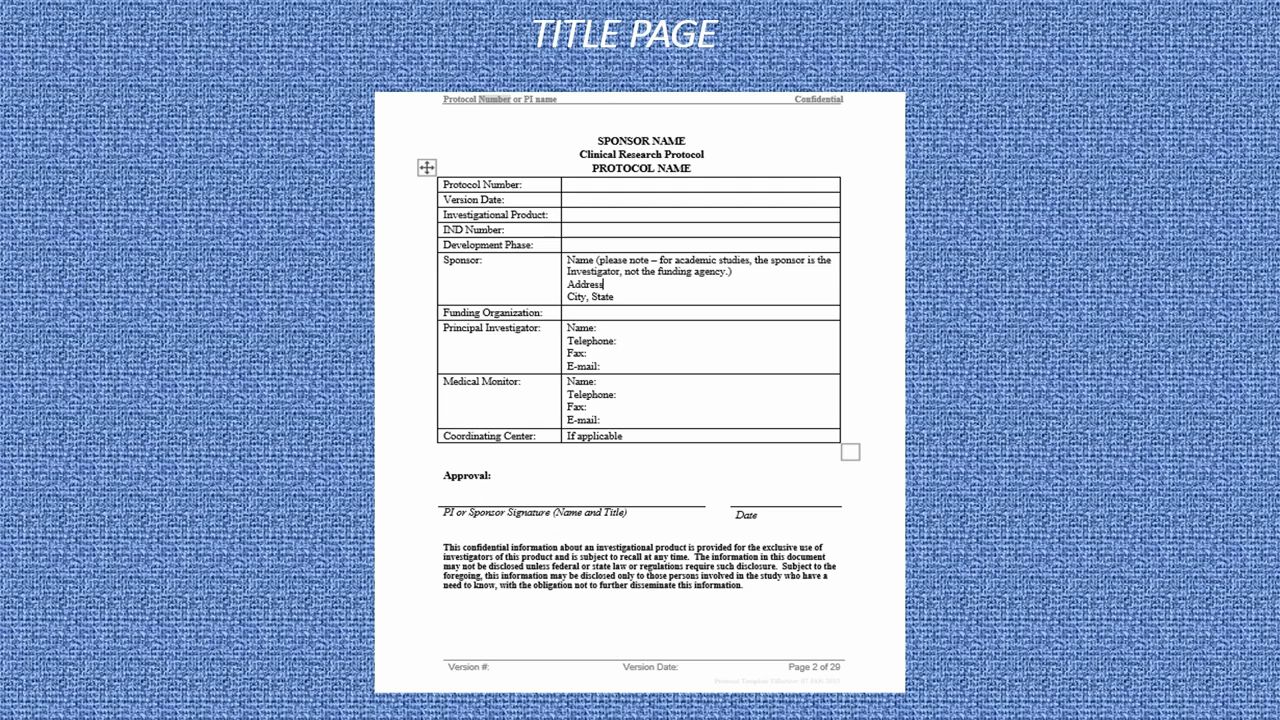 TITLE PAGE
Protocol Number or PI name Confidential
SPONSOR NAME
Clinical Research Protocol
PROTOCOL NAME
Protocol Number:
Version Date:
Investigational Product:
IND Number:
Development Phase:
Sponsor: Name (please note – for academic studies, the sponsor is the
Investigator, not the funding agency.)
Address
City, State
Funding Organization:
Principal Investigator: Name:
Telephone:
Fax:
E-mail:
Medical Monitor: Name:
Telephone:
Fax:
E-mail:
Coordinating Center: If applicable
Approval:
PI or Sponsor Signature (Name and Title) Date
This confidential information about an investigational product is provided for the exclusive use of
investigators of this product and is subject to recall at any time. The information in this document
may not be disclosed unless federal or state law or regulations require such disclosure. Subject to the
foregoing, this information may be disclosed only to those persons involved in the study who have a
need to know, with the obligation not to further disseminate this information.
Version #: Version Date: Page 2 of 29
Protocol Template